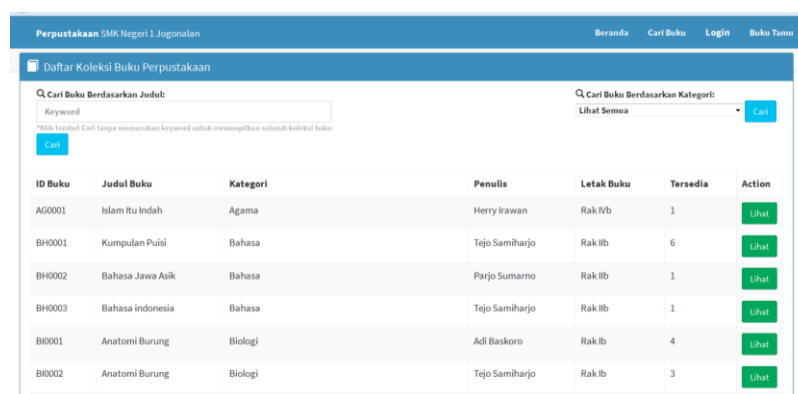 Perpustakaan SMK Negeri 1 Jogonalan Beranda Cari Buku Login Buku Tamu
Daftar Koleksi Buku Perpustakaan
Cari Buku Berdasarkan Judul: Cari Buku Berdasarkan Kategori:
Keyword Lihat Semua Cari
*Klik tombol Cari tanpa memasukan keyword untuk menampilkan seluruh koleksi buku
Cari
ID Buku Judul Buku Kategori Penulis Letak Buku Tersedia Action
AG0001 Islam Itu Indah Agama Herry Irawan Rak IVb 1 Lihat
BH0001 Kumpulan Puisi Bahasa Tejo Samiharjo Rak IIb 6 Lihat
BH0002 Bahasa Jawa Asik Bahasa Parjo Sumarno Rak IIb 1 Lihat
BH0003 Bahasa indonesia Bahasa Tejo Samiharjo Rak IIb 1 Lihat
BI0001 Anatomi Burung Biologi Adi Baskoro Rak Ib 4 Lihat
BI0002 Anatomi Burung Biologi Tejo Samiharjo Rak Ib 3 Lihat